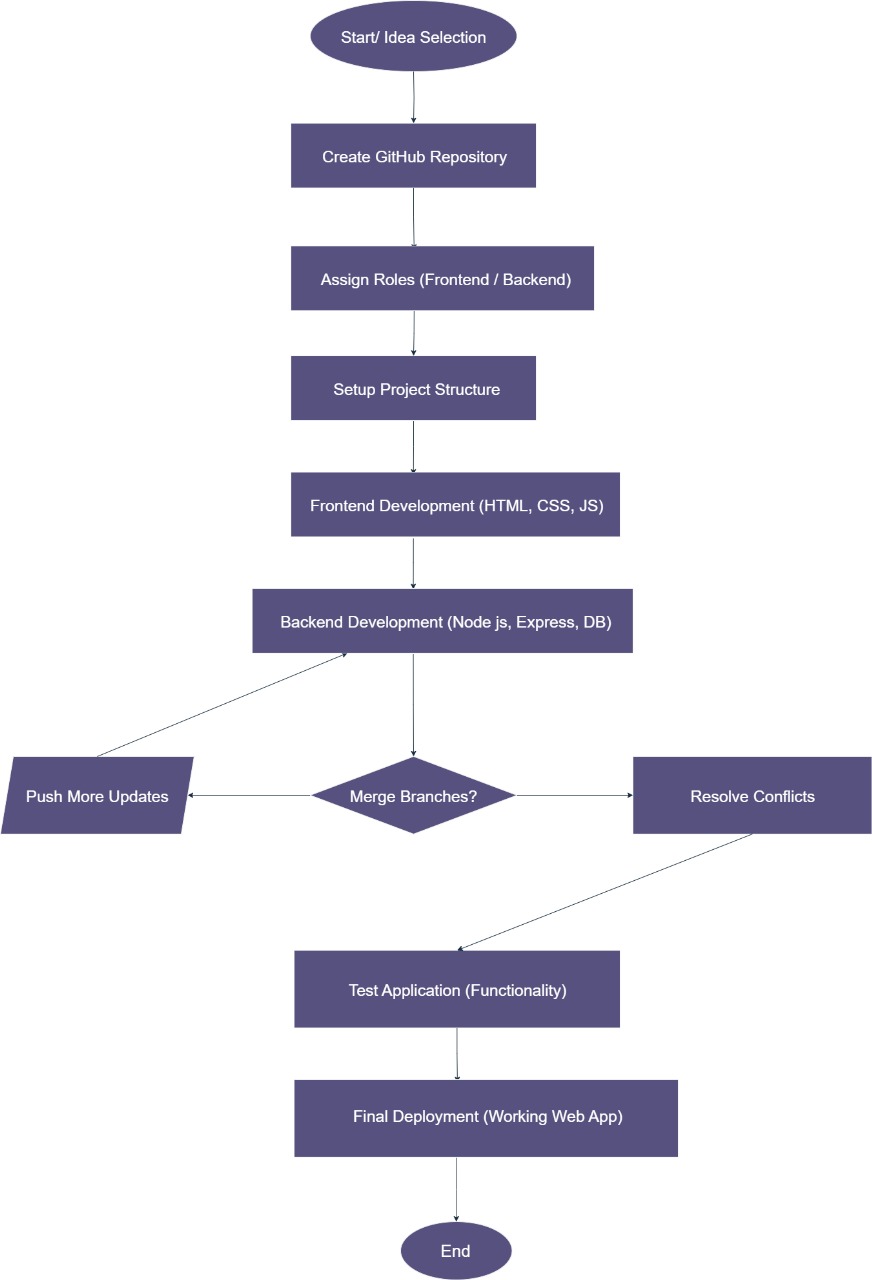 Start/ Idea Selection
Create GitHub Repository
Assign Roles (Frontend / Backend)
Setup Project Structure
Frontend Development (HTML, CSS, JS)
Backend Development (Node js, Express, DB)
Push More Updates
Merge Branches?
Resolve Conflicts
Test Application (Functionality)
Final Deployment (Working Web App)
End